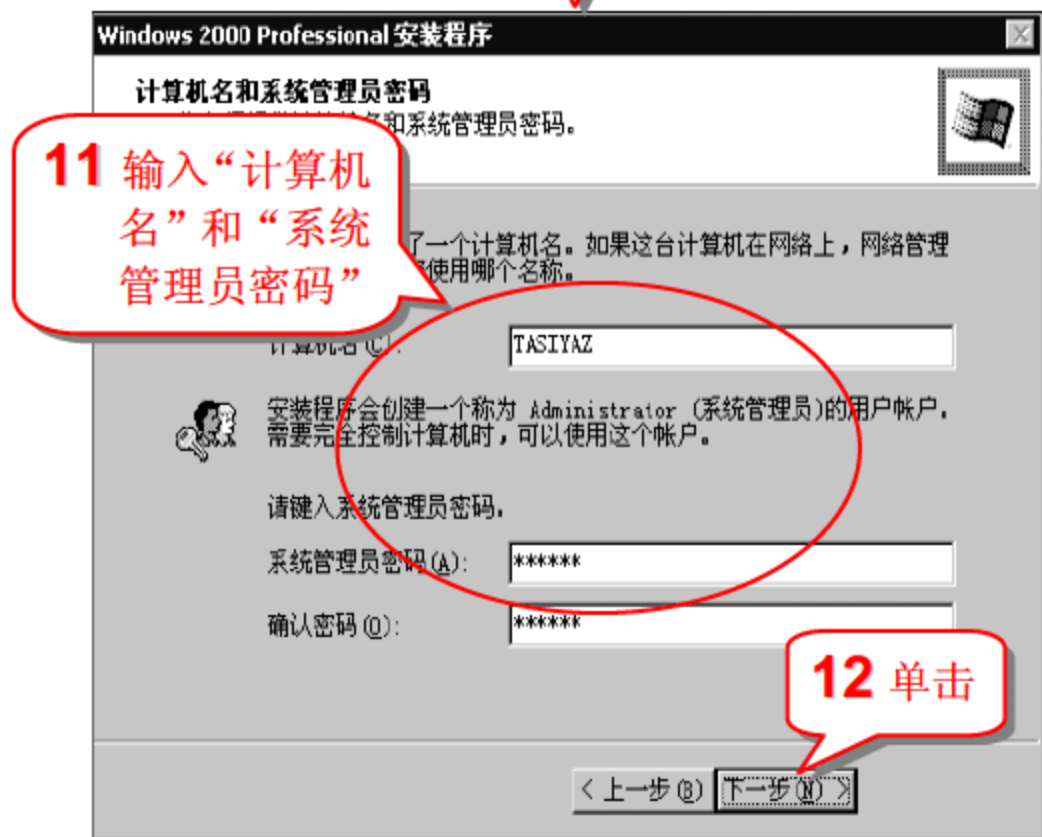 Windows 2000 Professional 安装程序
计算机名和系统管理员密码
和系统管理员密码。
11 输入“计算机
名”和“系统
管理员密码”
了一个计算机名。如果这台计算机在网络上，网络管理
使用哪个名称。
计算机名(C):
TASIYAZ
安装程序会创建一个称为 Administrator (系统管理员)的用户帐户。
需要完全控制计算机时，可以使用这个帐户。
请键入系统管理员密码。
系统管理员密码(A):
******
确认密码(O):
******
12 单击
< 上一步(B)
下一步(N) >